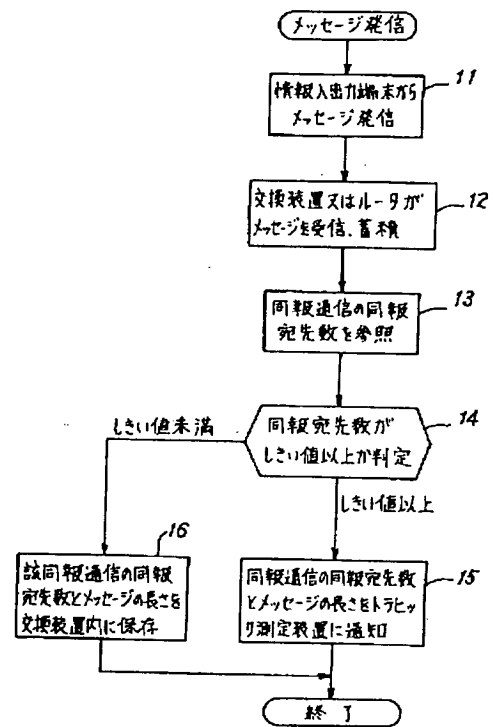 メッセージ発信
11
情報入出力端末から
メッセージ発信
12
交換装置又はルータが
メッセージを受信、蓄積
13
同報通信の同報
宛先数を参照
14
同報宛先数が
しきい値以上か判定
しきい値未満
しきい値以上
16
該同報通信の同報
宛先数とメッセージの長さを
交換装置内に保存
15
同報通信の同報宛先数
とメッセージの長さをトラヒッ
ク測定装置に通知
終了